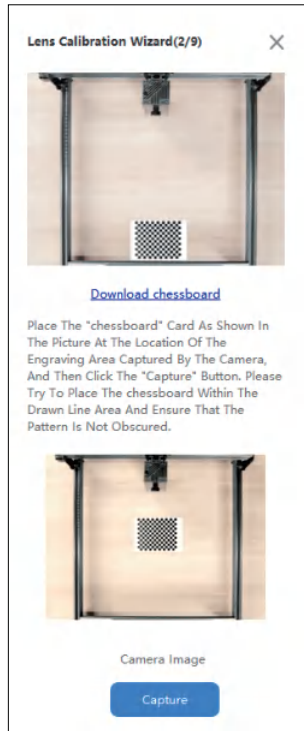 Lens Calibration Wizard(2/9)
Download chessboard
Place The "chessboard" Card As Shown In
The Picture At The Location Of The
Engraving Area Captured By The Camera,
And Then Click The "Capture" Button. Please
Try To Place The chessboard Within The
Drawn Line Area And Ensure That The
Pattern Is Not Obscured.
Camera Image
Capture